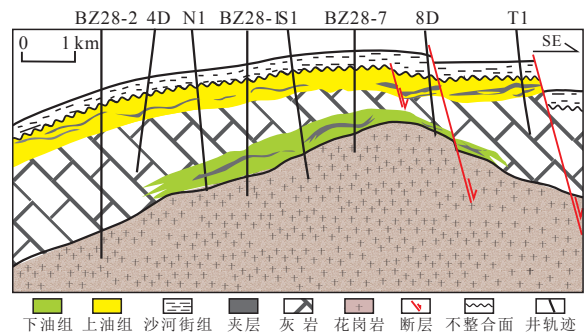 BZ28-2 4D N1 BZ28-1 S1 BZ28-7 8D T1
0 1 km SE
下油组 上油组 沙河街组 夹层 灰岩 花岗岩 断层 不整合面 井轨迹